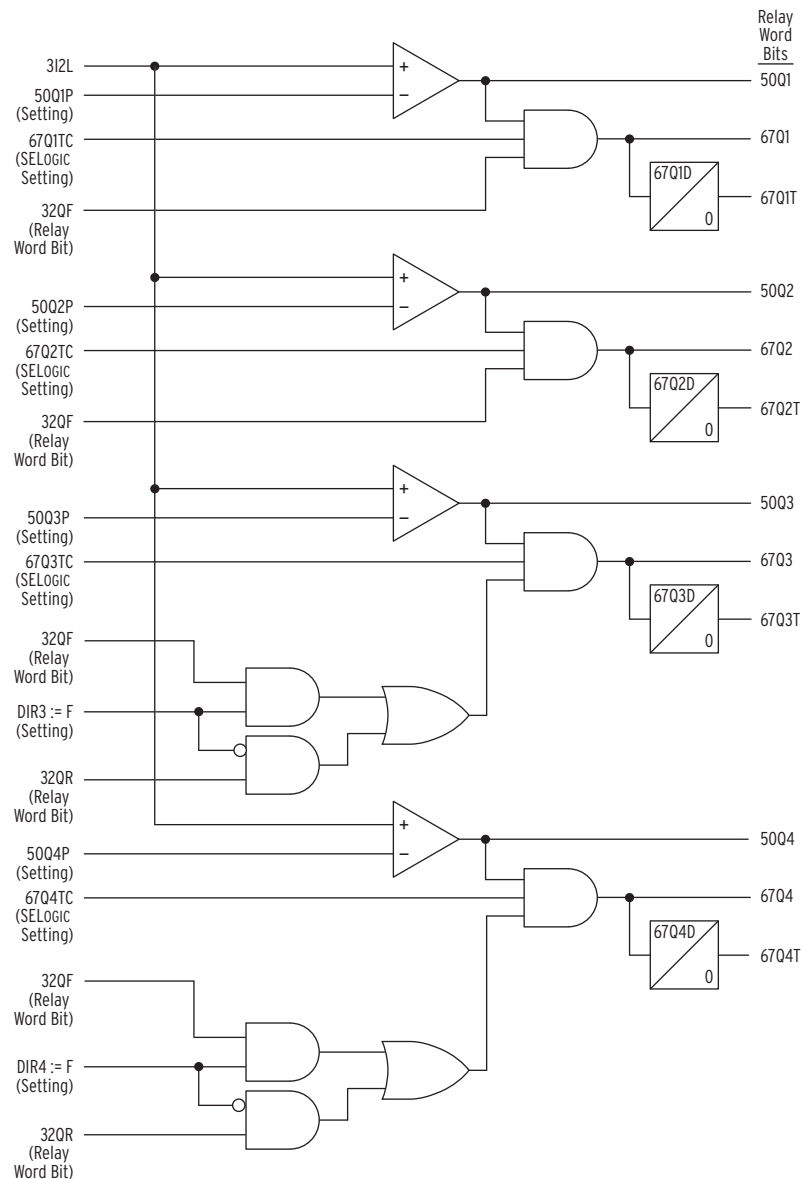 Relay
Word
Bits
3I2L
50Q1P
(Setting)
67Q1TC
(SELOGIC
Setting)
32QF
(Relay
Word Bit)
+
–
50Q1
67Q1
67Q1D
0
67Q1T
50Q2P
(Setting)
67Q2TC
(SELOGIC
Setting)
32QF
(Relay
Word Bit)
+
–
50Q2
67Q2
67Q2D
0
67Q2T
50Q3P
(Setting)
67Q3TC
(SELOGIC
Setting)
32QF
(Relay
Word Bit)
DIR3 := F
(Setting)
32QR
(Relay
Word Bit)
+
–
50Q3
67Q3
67Q3D
0
67Q3T
50Q4P
(Setting)
67Q4TC
(SELOGIC
Setting)
32QF
(Relay
Word Bit)
DIR4 := F
(Setting)
32QR
(Relay
Word Bit)
+
–
50Q4
67Q4
67Q4D
0
67Q4T